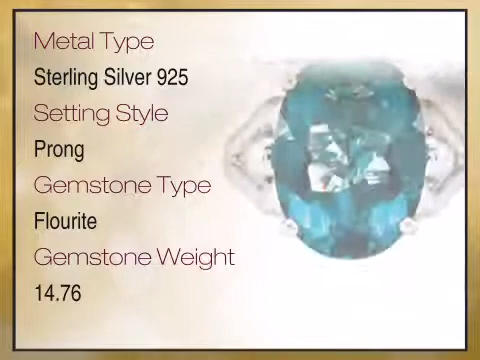 Metal Type
Sterling Silver 925
Setting Style
Prong
Gemstone Type
Flourite
Gemstone Weight
14.76